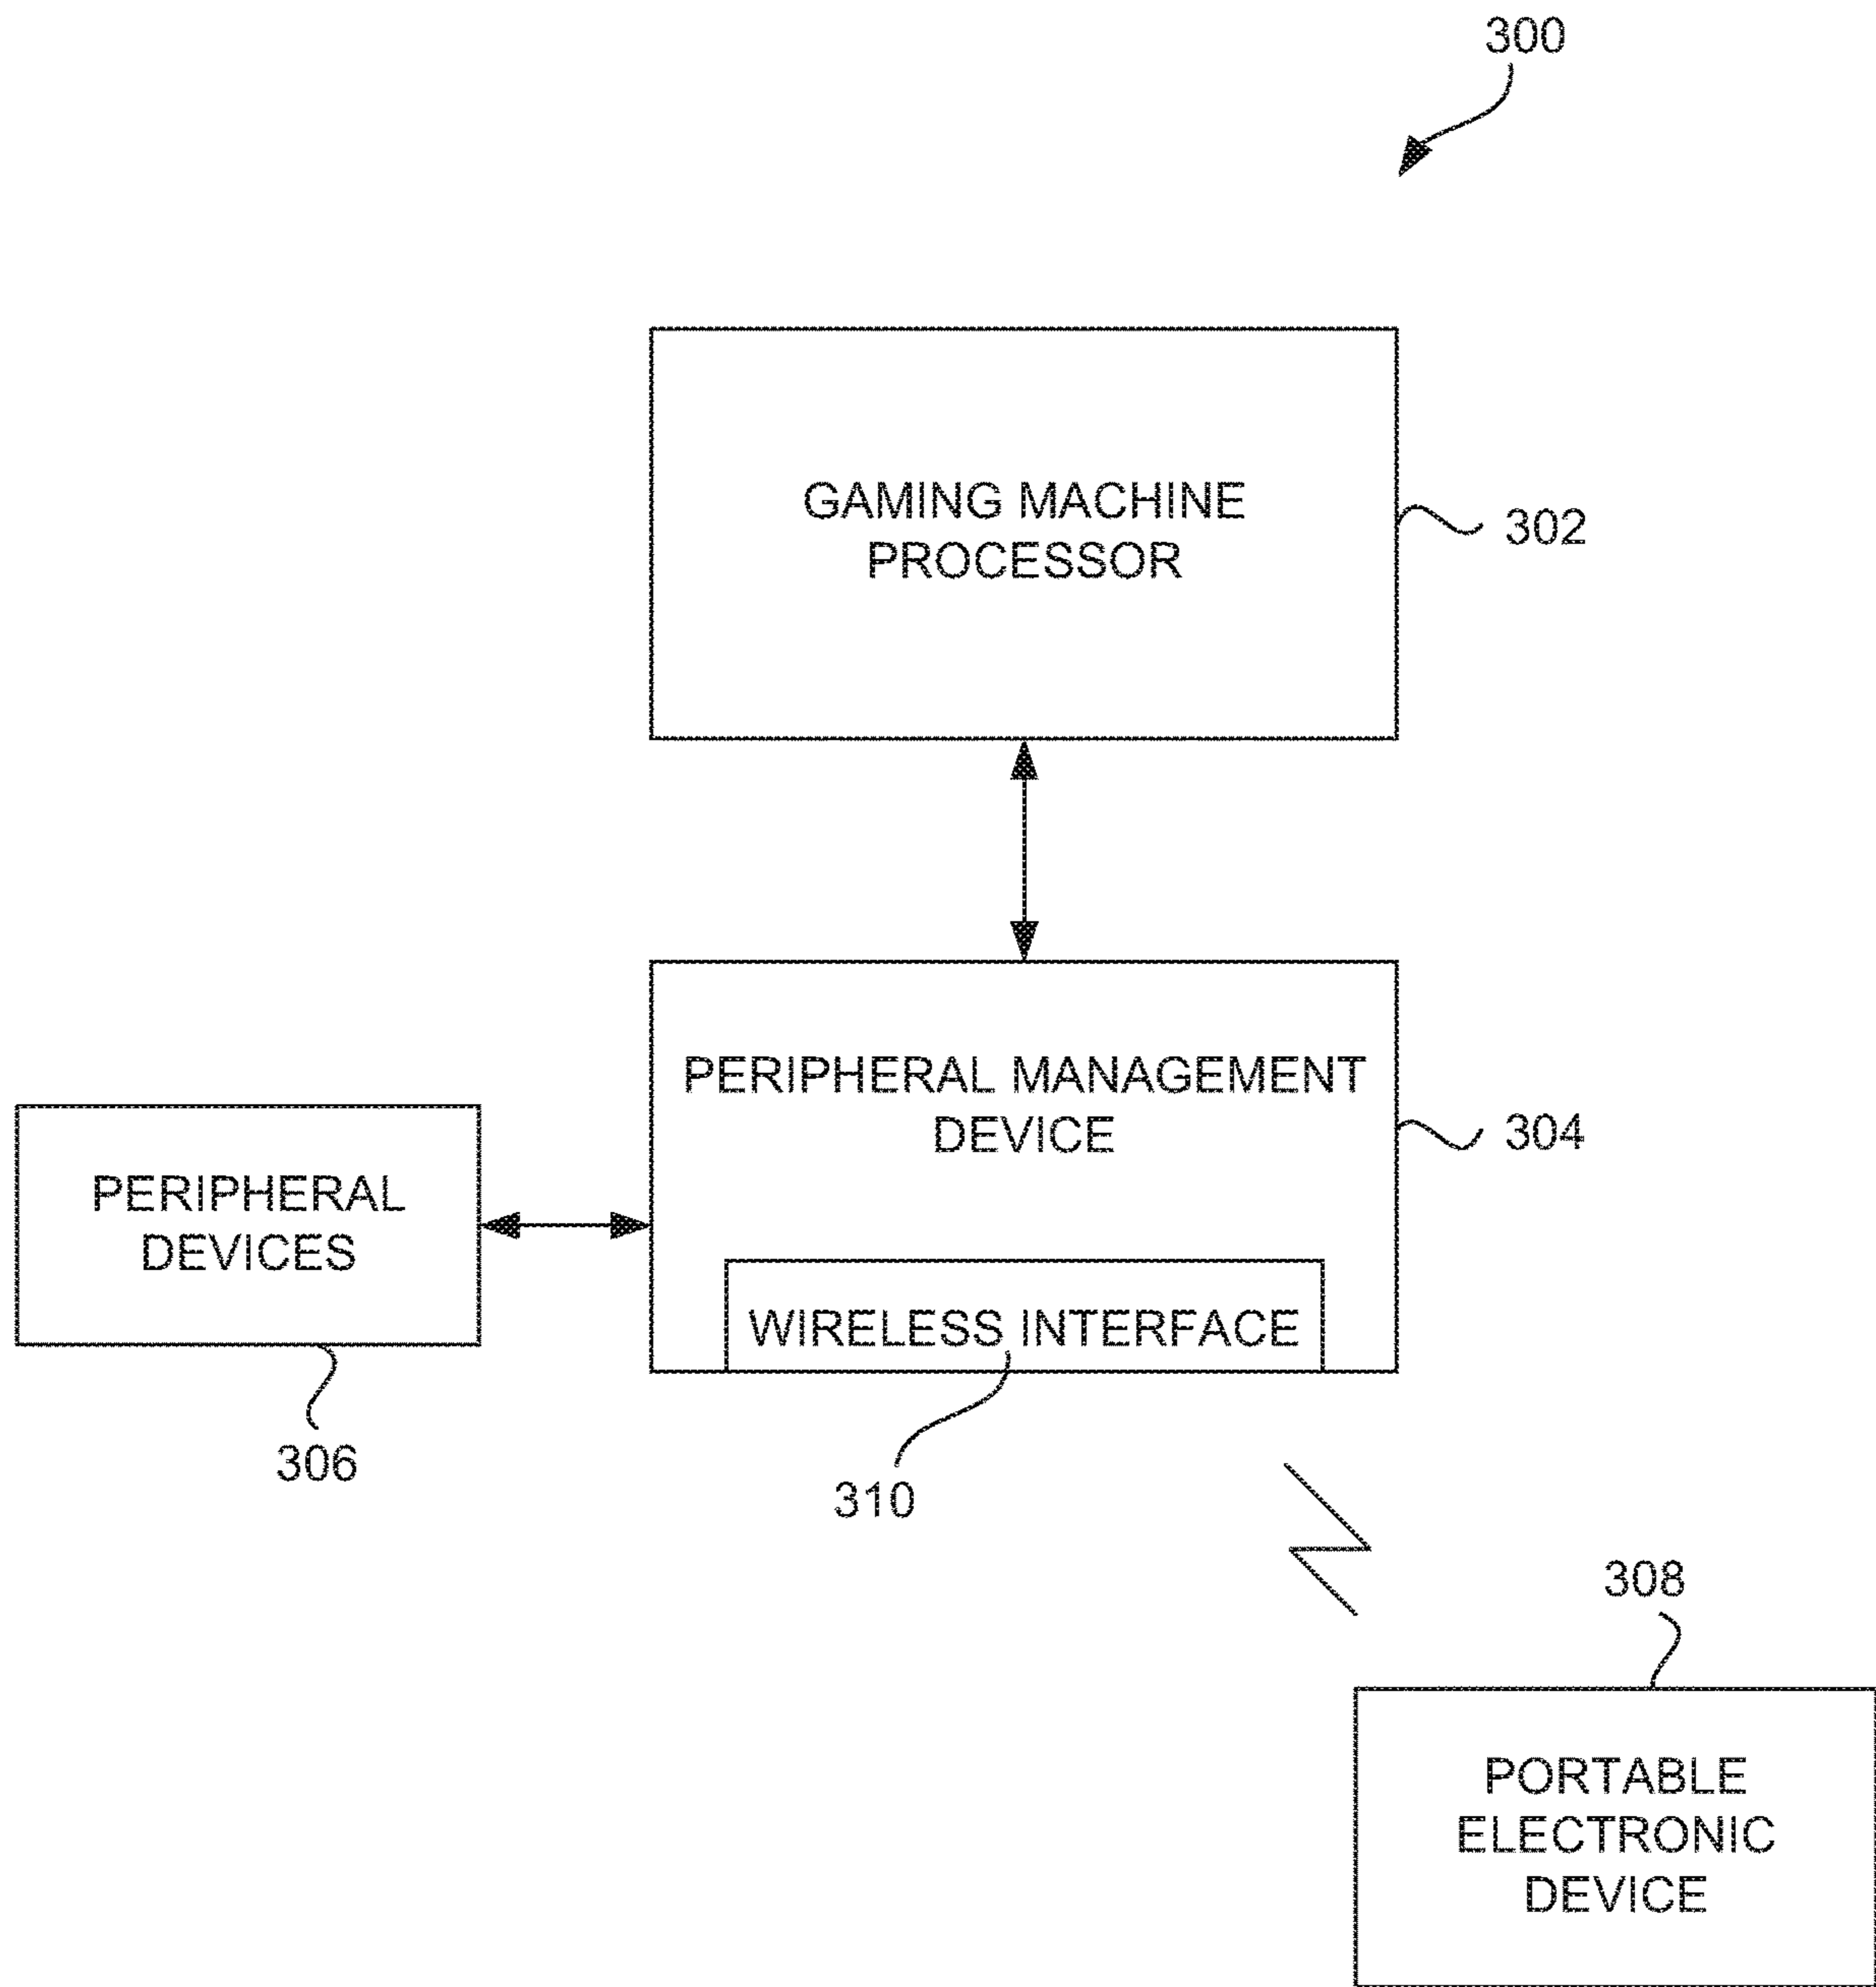 300
GAMING MACHINE
PROCESSOR
302
PERIPHERAL MANAGEMENT
DEVICE
304
PERIPHERAL
DEVICES
WIRELESS INTERFACE
306
310
308
PORTABLE
ELECTRONIC
DEVICE